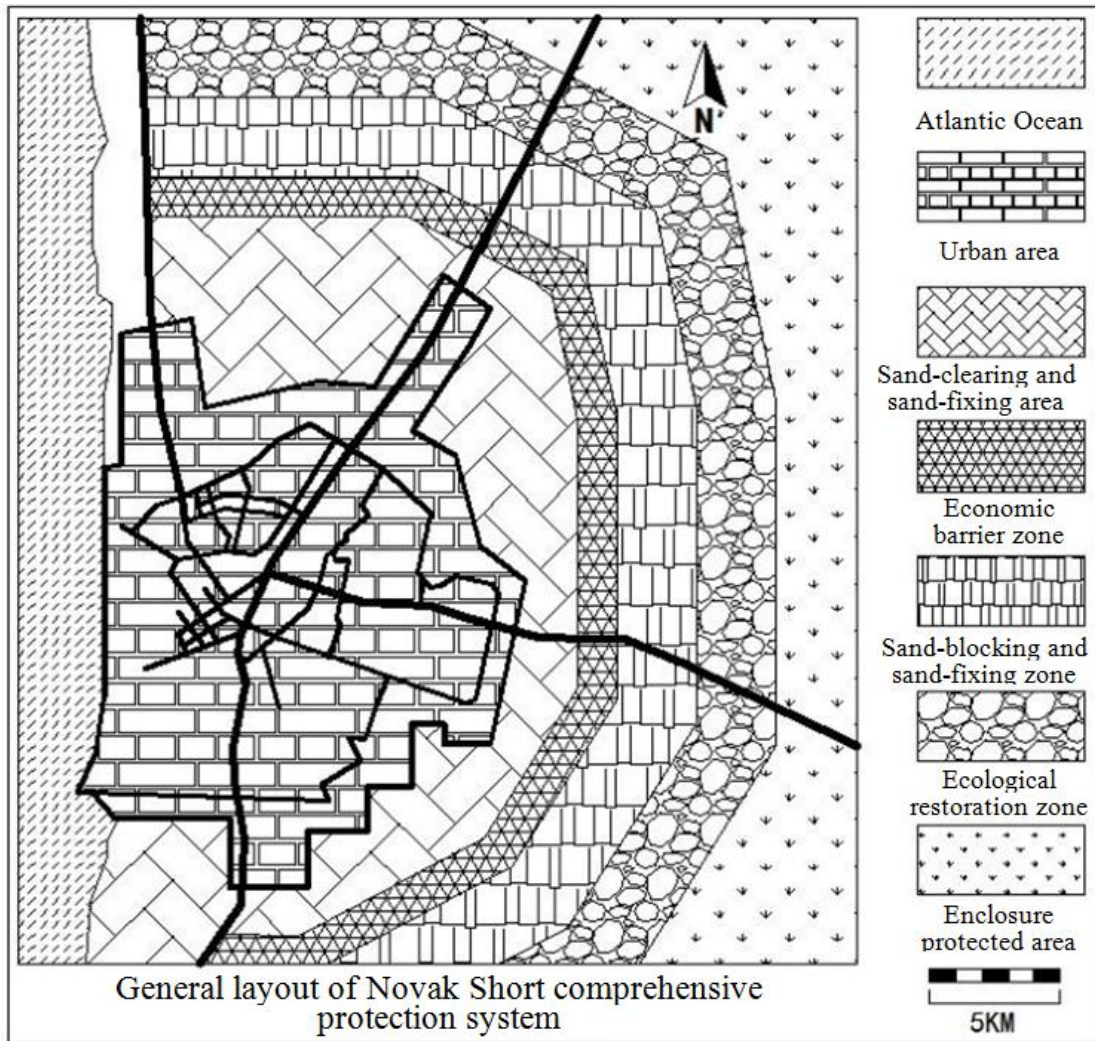 N
Atlantic Ocean
Urban area
Sand-clearing and
sand-fixing area
Economic
barrier zone
Sand-blocking and
sand-fixing zone
Ecological
restoration zone
Enclosure
protected area
5KM
General layout of Novak Short comprehensive
protection system